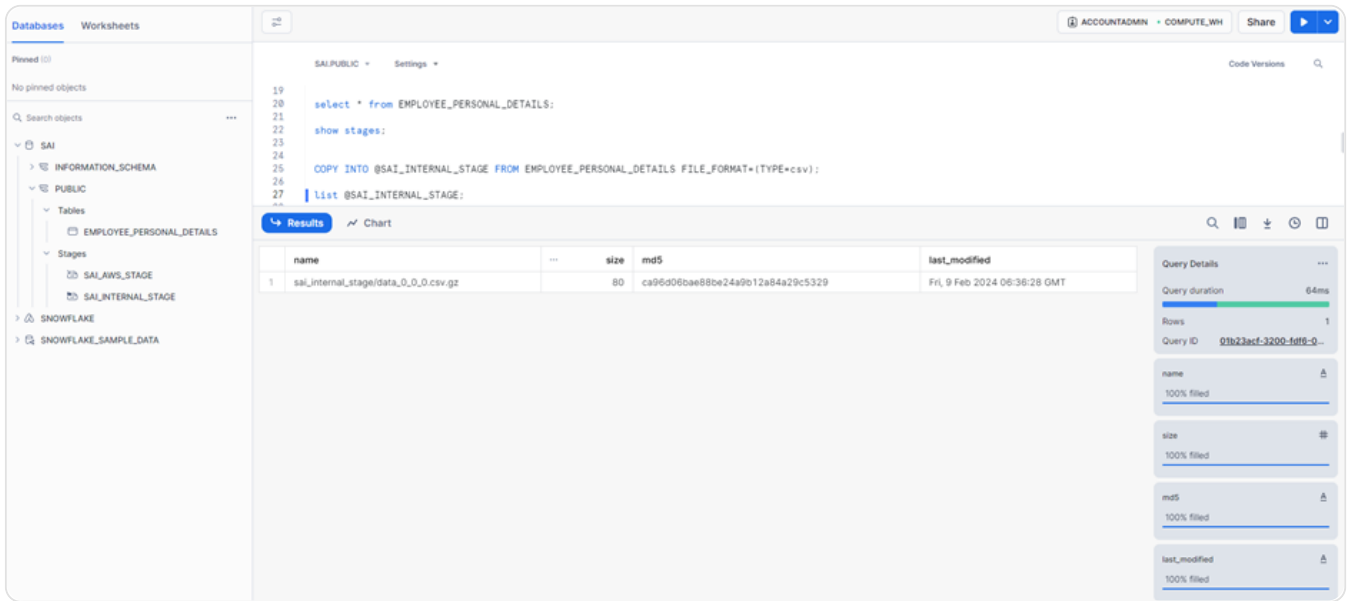 Databases Worksheets
Pinned (0)
No pinned objects
Search objects ...
SAI
INFORMATION_SCHEMA
PUBLIC
Tables
EMPLOYEE_PERSONAL_DETAILS
Stages
SAI_AWS_STAGE
SAI_INTERNAL_STAGE
SNOWFLAKE
SNOWFLAKE_SAMPLE_DATA
ACCOUNTADMIN • COMPUTE_WH Share
SAI.PUBLIC Settings Code Versions
19
20 select * from EMPLOYEE_PERSONAL_DETAILS;
21
22 show stages;
23
24
25 COPY INTO @SAI_INTERNAL_STAGE FROM EMPLOYEE_PERSONAL_DETAILS FILE_FORMAT=(TYPE=csv);
26
27 list @SAI_INTERNAL_STAGE;
Results Chart
name ... size md5 last_modified
1 sai_internal_stage/data_0_0_0.csv.gz 80 ca96d06bae88be24a9b12a84a29c5329 Fri, 9 Feb 2024 06:36:28 GMT
Query Details ...
Query duration 64ms
Rows 1
Query ID 01b23acf-3200-fdf6-0...
name A
100% filled
size #
100% filled
md5 A
100% filled
last_modified A
100% filled